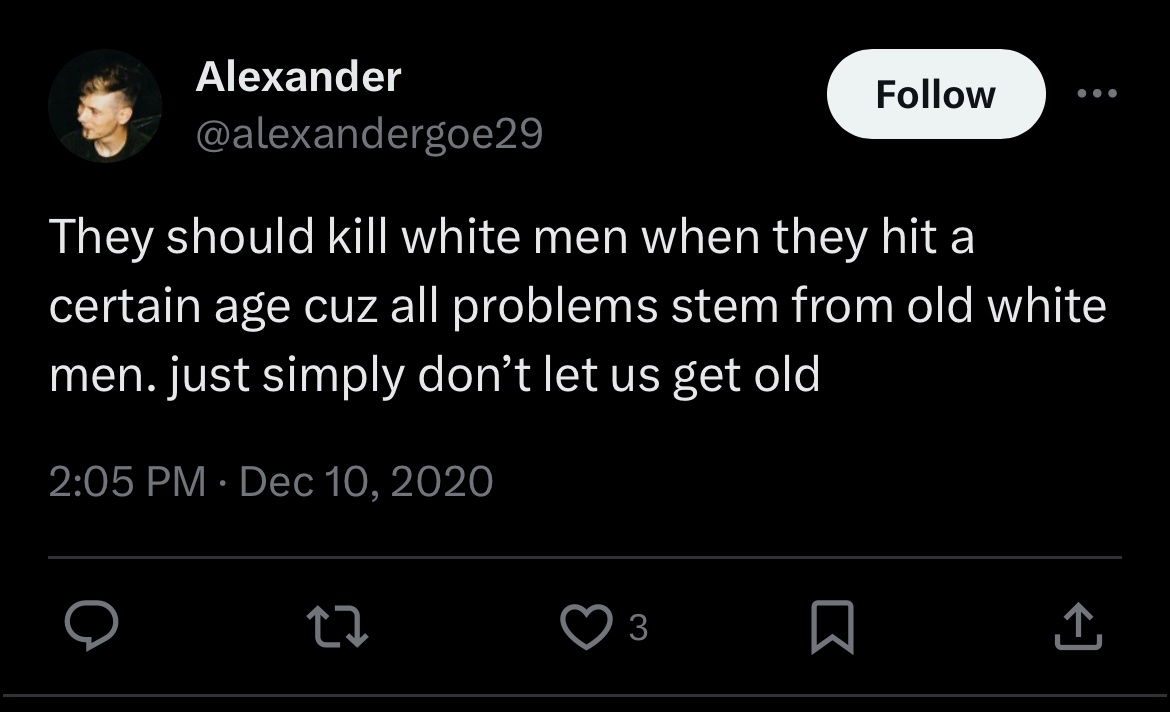 Alexander
Follow
@alexandergoe29
They should kill white men when they hit a
certain age cuz all problems stem from old white
men. just simply don’t let us get old
2:05 PM · Dec 10, 2020
3